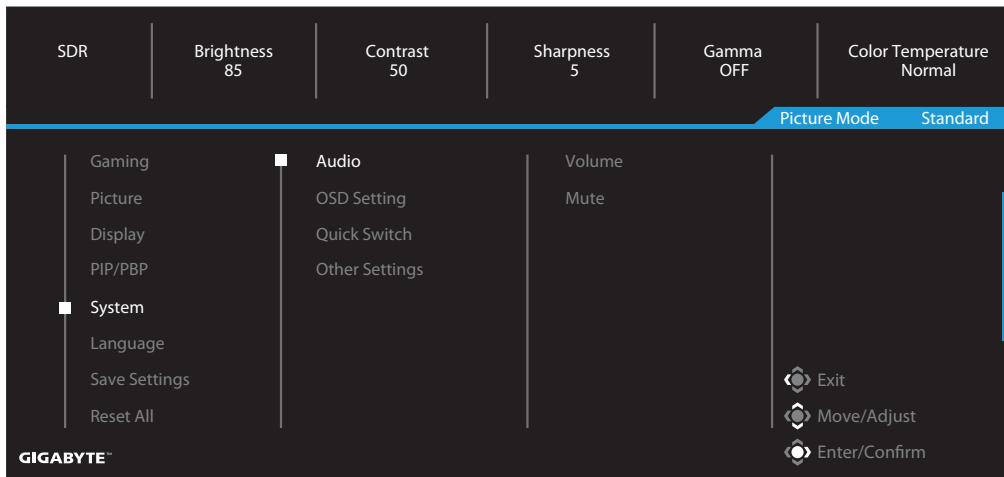 SDR
Brightness
85
Contrast
50
Sharpness
5
Gamma
OFF
Color Temperature
Normal
Picture Mode Standard
Gaming
Picture
Display
PIP/PBP
System
Language
Save Settings
Reset All
Audio
OSD Setting
Quick Switch
Other Settings
Volume
Mute
Exit
Move/Adjust
Enter/Confirm
GIGABYTE™